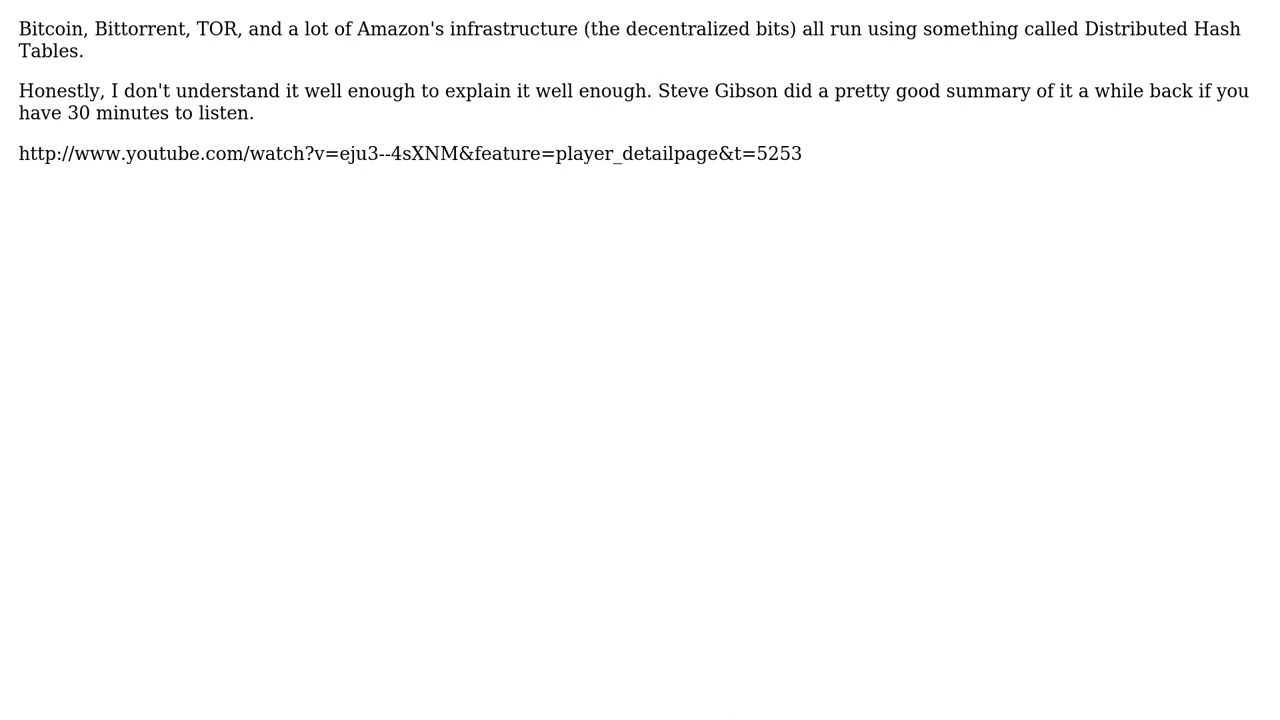 Bitcoin, Bittorrent, TOR, and a lot of Amazon's infrastructure (the decentralized bits) all run using something called Distributed Hash
Tables.
Honestly, I don't understand it well enough to explain it well enough. Steve Gibson did a pretty good summary of it a while back if you
have 30 minutes to listen.
http://www.youtube.com/watch?v=eju3--4sXNM&feature=player_detailpage&t=5253